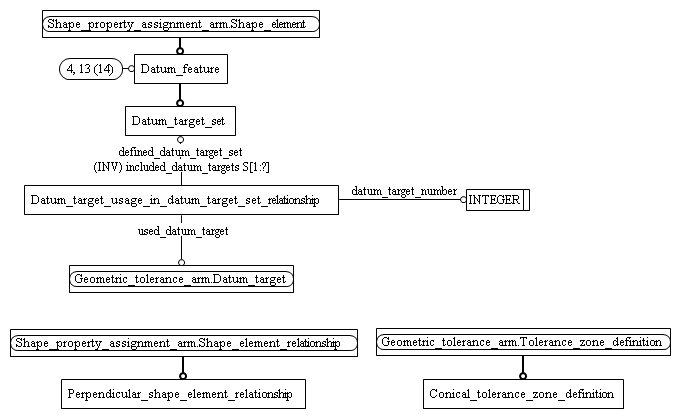 Shape_property_assignment_arm.Shape_element
4, 13 (14)
Datum_feature
Datum_target_set
defined_datum_target_set
(INV) included_datum_targets S[1:?]
Datum_target_usage_in_datum_target_set_relationship
datum_target_number
INTEGER
used_datum_target
Geometric_tolerance_arm.Datum_target
Shape_property_assignment_arm.Shape_element_relationship
Geometric_tolerance_arm.Tolerance_zone_definition
Perpendicular_shape_element_relationship
Conical_tolerance_zone_definition